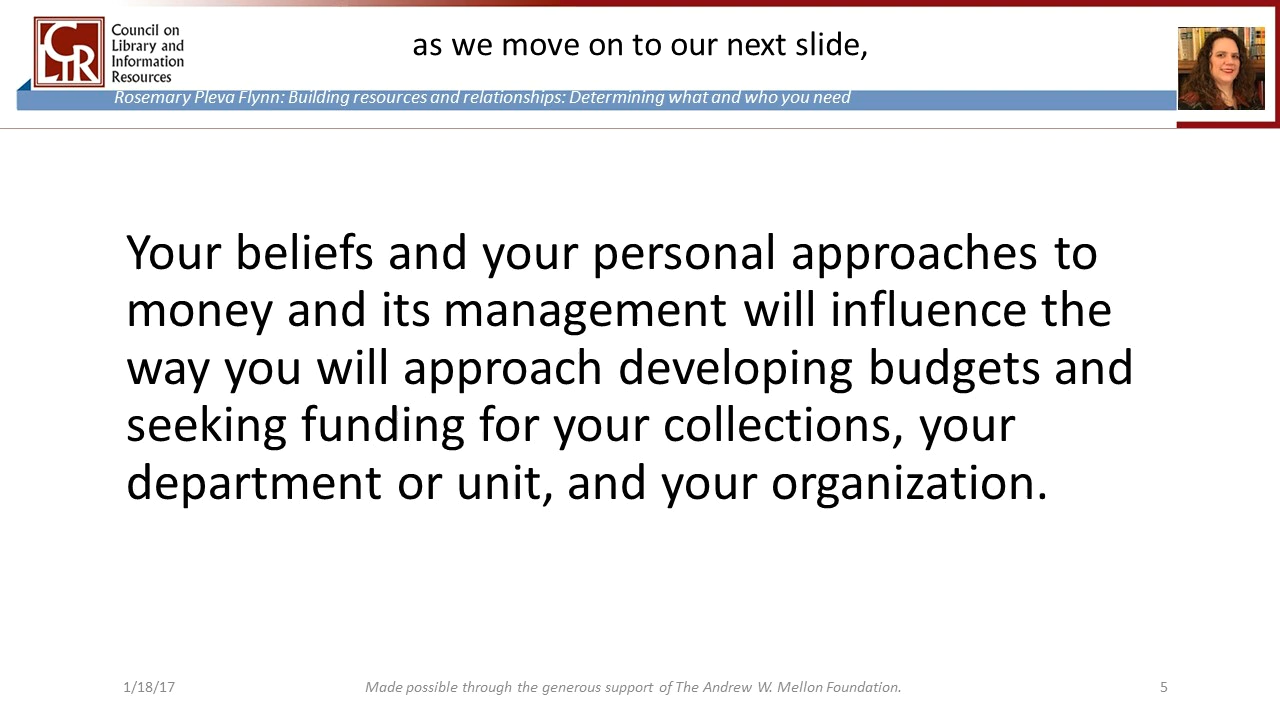 CLIR
Council on
Library and
Information
Resources
as we move on to our next slide,
Rosemary Pleva Flynn: Building resources and relationships: Determining what and who you need
Your beliefs and your personal approaches to
money and its management will influence the
way you will approach developing budgets and
seeking funding for your collections, your
department or unit, and your organization.
1/18/17
Made possible through the generous support of The Andrew W. Mellon Foundation.
5